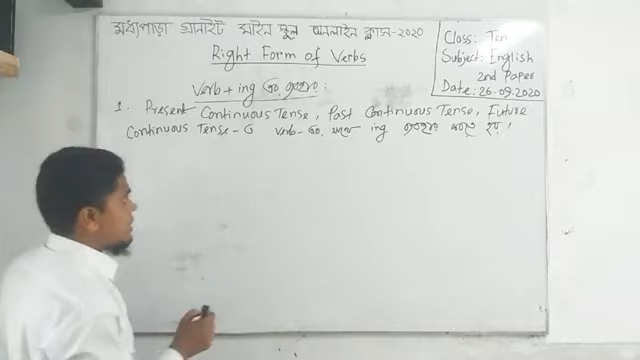 মধ্যপাড়া গ্রানাইট মাইন স্কুল অনলাইন ক্লাস-২০২০
Class: Ten
Subject: English
2nd Paper
Date: 26.09.2020
Right Form of Verbs
Verb + ing এর ব্যবহার:
1. Present Continuous Tense, Past Continuous Tense, Future
Continuous Tense-এ verb-এর সাথে ing ব্যবহার করতে হয়।